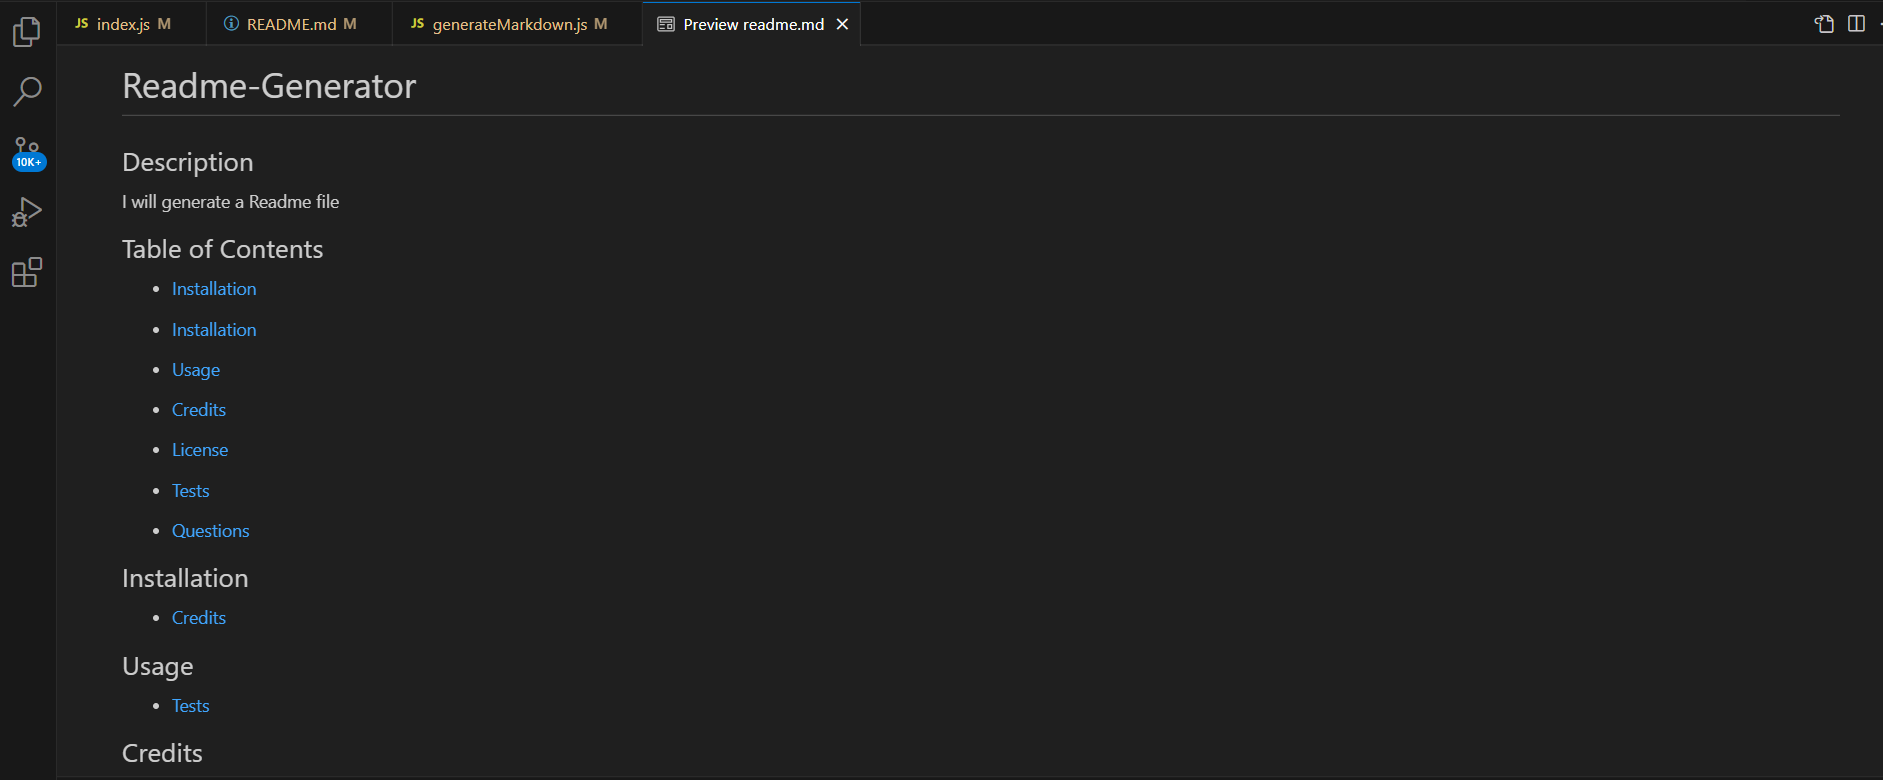 JS index.js M
README.md M
JS generateMarkdown.js M
Preview readme.md
10K+
Readme-Generator
Description
I will generate a Readme file
Table of Contents
Installation
Installation
Usage
Credits
License
Tests
Questions
Installation
Credits
Usage
Tests
Credits